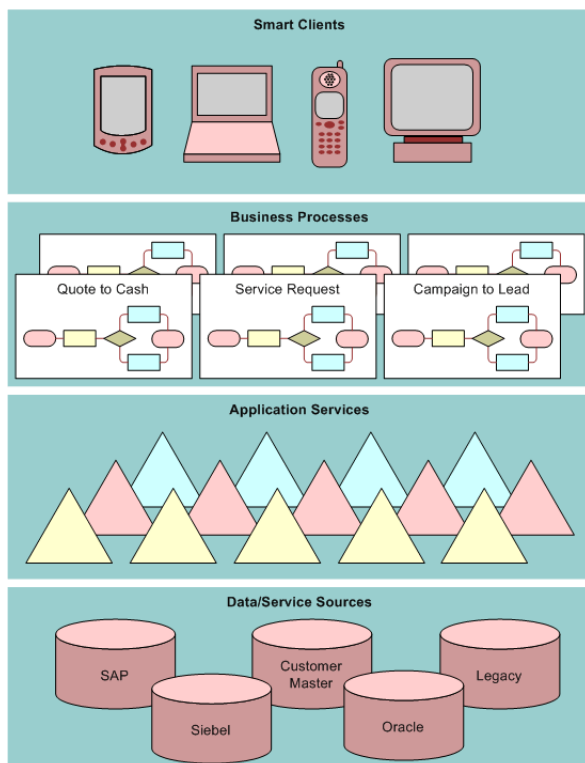 Smart Clients
Business Processes
Quote to Cash
Service Request
Campaign to Lead
Application Services
Data/Service Sources
SAP
Customer
Master
Legacy
Siebel
Oracle